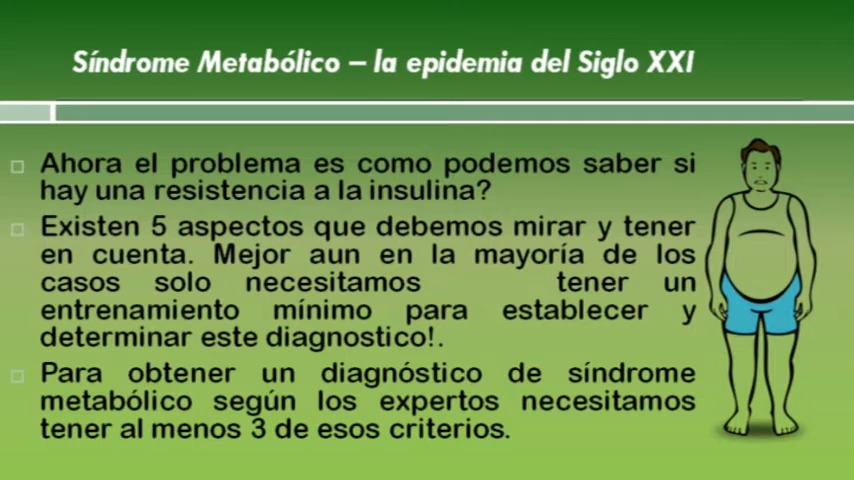 Síndrome Metabólico – la epidemia del Siglo XXI
Ahora el problema es como podemos saber si
hay una resistencia a la insulina?
Existen 5 aspectos que debemos mirar y tener
en cuenta. Mejor aun en la mayoría de los
casos solo necesitamos tener un
entrenamiento mínimo para establecer y
determinar este diagnostico!.
Para obtener un diagnóstico de síndrome
metabólico según los expertos necesitamos
tener al menos 3 de esos criterios.